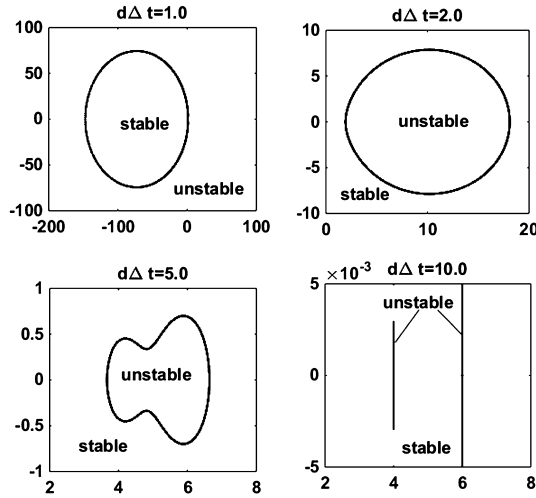 dΔ t=1.0
100
50
0
-50
-100
-200
-100
0
100
stable
unstable
dΔ t=2.0
10
5
0
-5
-10
0
10
20
unstable
stable
dΔ t=5.0
1
0.5
0
-0.5
-1
2
4
6
8
unstable
stable
×10⁻³ dΔ t=10.0
5
0
-5
2
4
6
8
unstable
stable